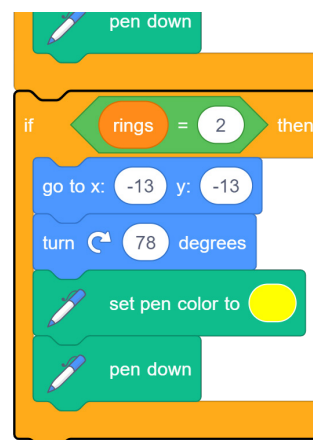 pen down
if rings = 2 then
go to x: -13 y: -13
turn 78 degrees
set pen color to
pen down